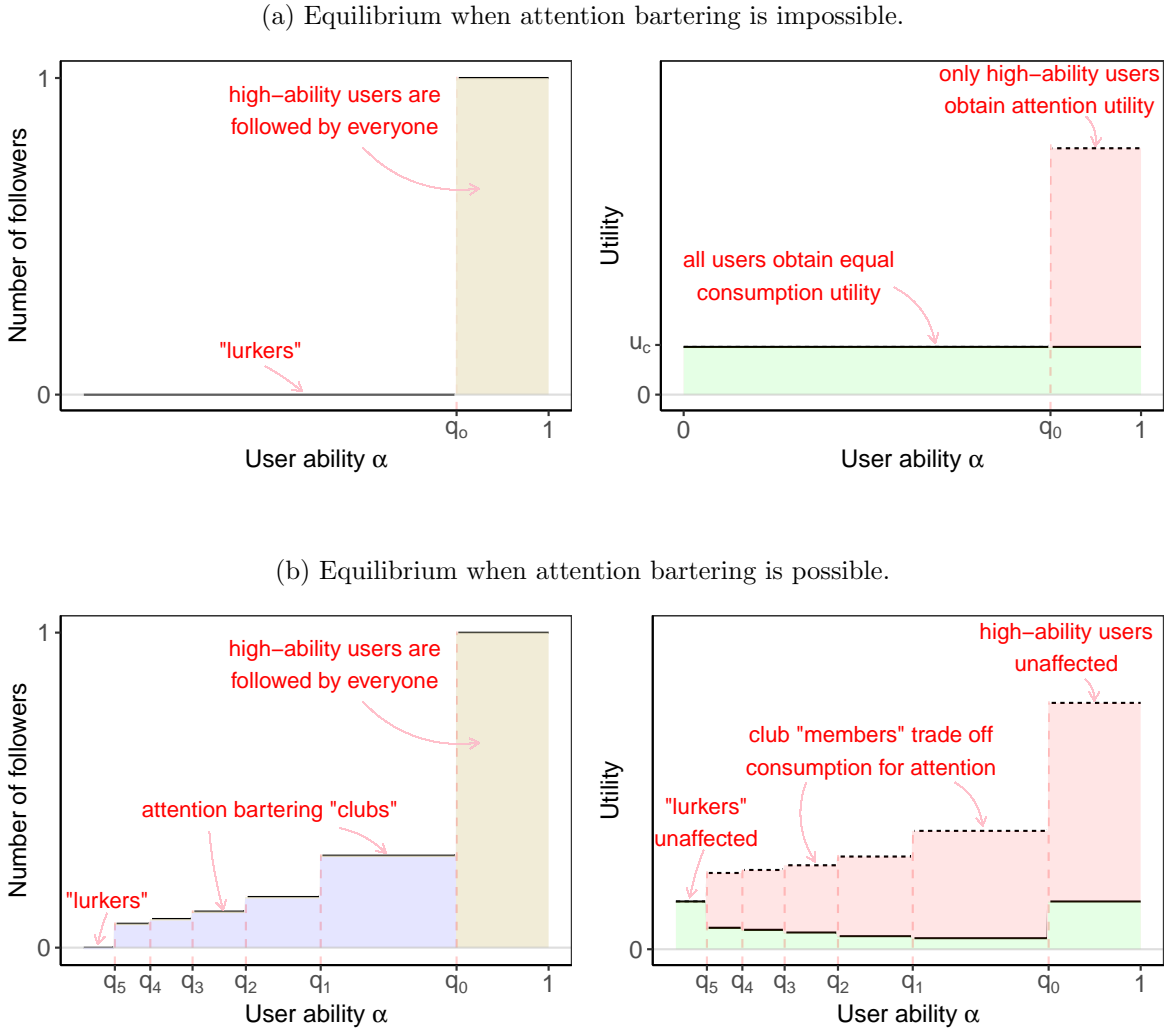 (a) Equilibrium when attention bartering is impossible.
Number of followers
1
0
high−ability users are
followed by everyone
"lurkers"
qo
1
User ability α
Utility
uc
0
only high−ability users
obtain attention utility
all users obtain equal
consumption utility
0
q0
1
User ability α
(b) Equilibrium when attention bartering is possible.
Number of followers
1
0
high−ability users are
followed by everyone
attention bartering "clubs"
"lurkers"
q5
q4
q3
q2
q1
q0
1
User ability α
Utility
0
high−ability users
unaffected
club "members" trade off
consumption for attention
"lurkers"
unaffected
q5
q4
q3
q2
q1
q0
1
User ability α